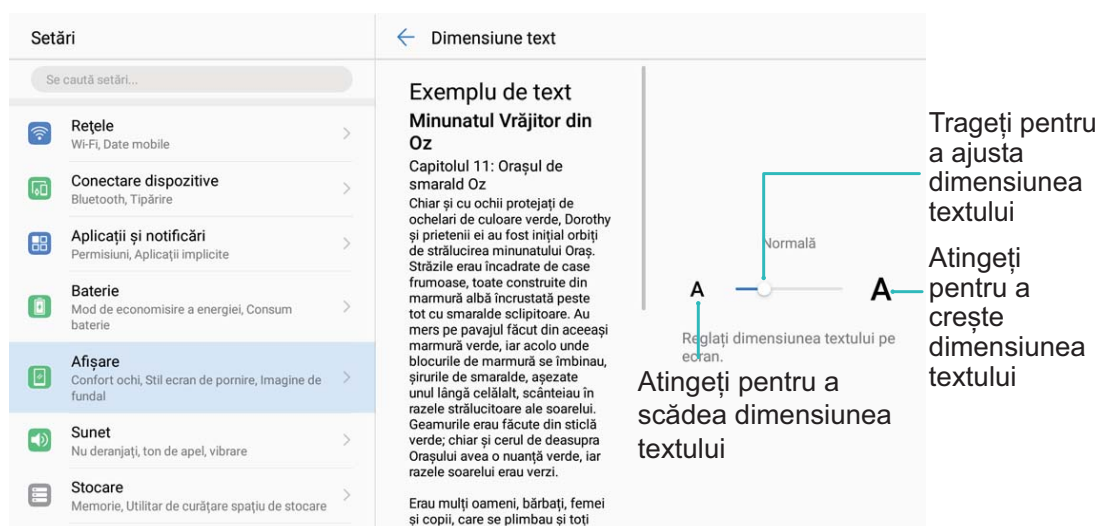 Setări
Se caută setări...
Rețele
Wi-Fi, Date mobile
Conectare dispozitive
Bluetooth, Tipărire
Aplicații și notificări
Permisiuni, Aplicații implicite
Baterie
Mod de economisire a energiei, Consum
baterie
Afișare
Confort ochi, Stil ecran de pornire, Imagine de
fundal
Sunet
Nu deranjați, ton de apel, vibrare
Stocare
Memorie, Utilitar de curățare spațiu de stocare
Dimensiune text
Exemplu de text
Minunatul Vrăjitor din
Oz
Capitolul 11: Orașul de
smarald Oz
Chiar și cu ochii protejați de
ochelari de culoare verde, Dorothy
și prietenii ei au fost inițial orbiți
de strălucirea minunatului Oraș.
Străzile erau încadrate de case
frumoase, toate construite din
marmură albă încrustată peste
tot cu smaralde sclipitoare. Au
mers pe pavajul făcut din aceeași
marmură verde, iar acolo unde
blocurile de marmură se îmbinau,
șirurile de smaralde, așezate
unul lângă celălalt, scânteiau în
razele strălucitoare ale soarelui.
Geamurile erau făcute din sticlă
verde; chiar și cerul de deasupra
Orașului avea o nuanță verde, iar
razele soarelui erau verzi.
Erau mulți oameni, bărbați, femei
și copii, care se plimbau și toți
Normală
A
A
Reglați dimensiunea textului pe
ecran.
Atingeți pentru a
scădea dimensiunea
textului
Trageți pentru
a ajusta
dimensiunea
textului
Atingeți
pentru a
crește
dimensiunea
textului